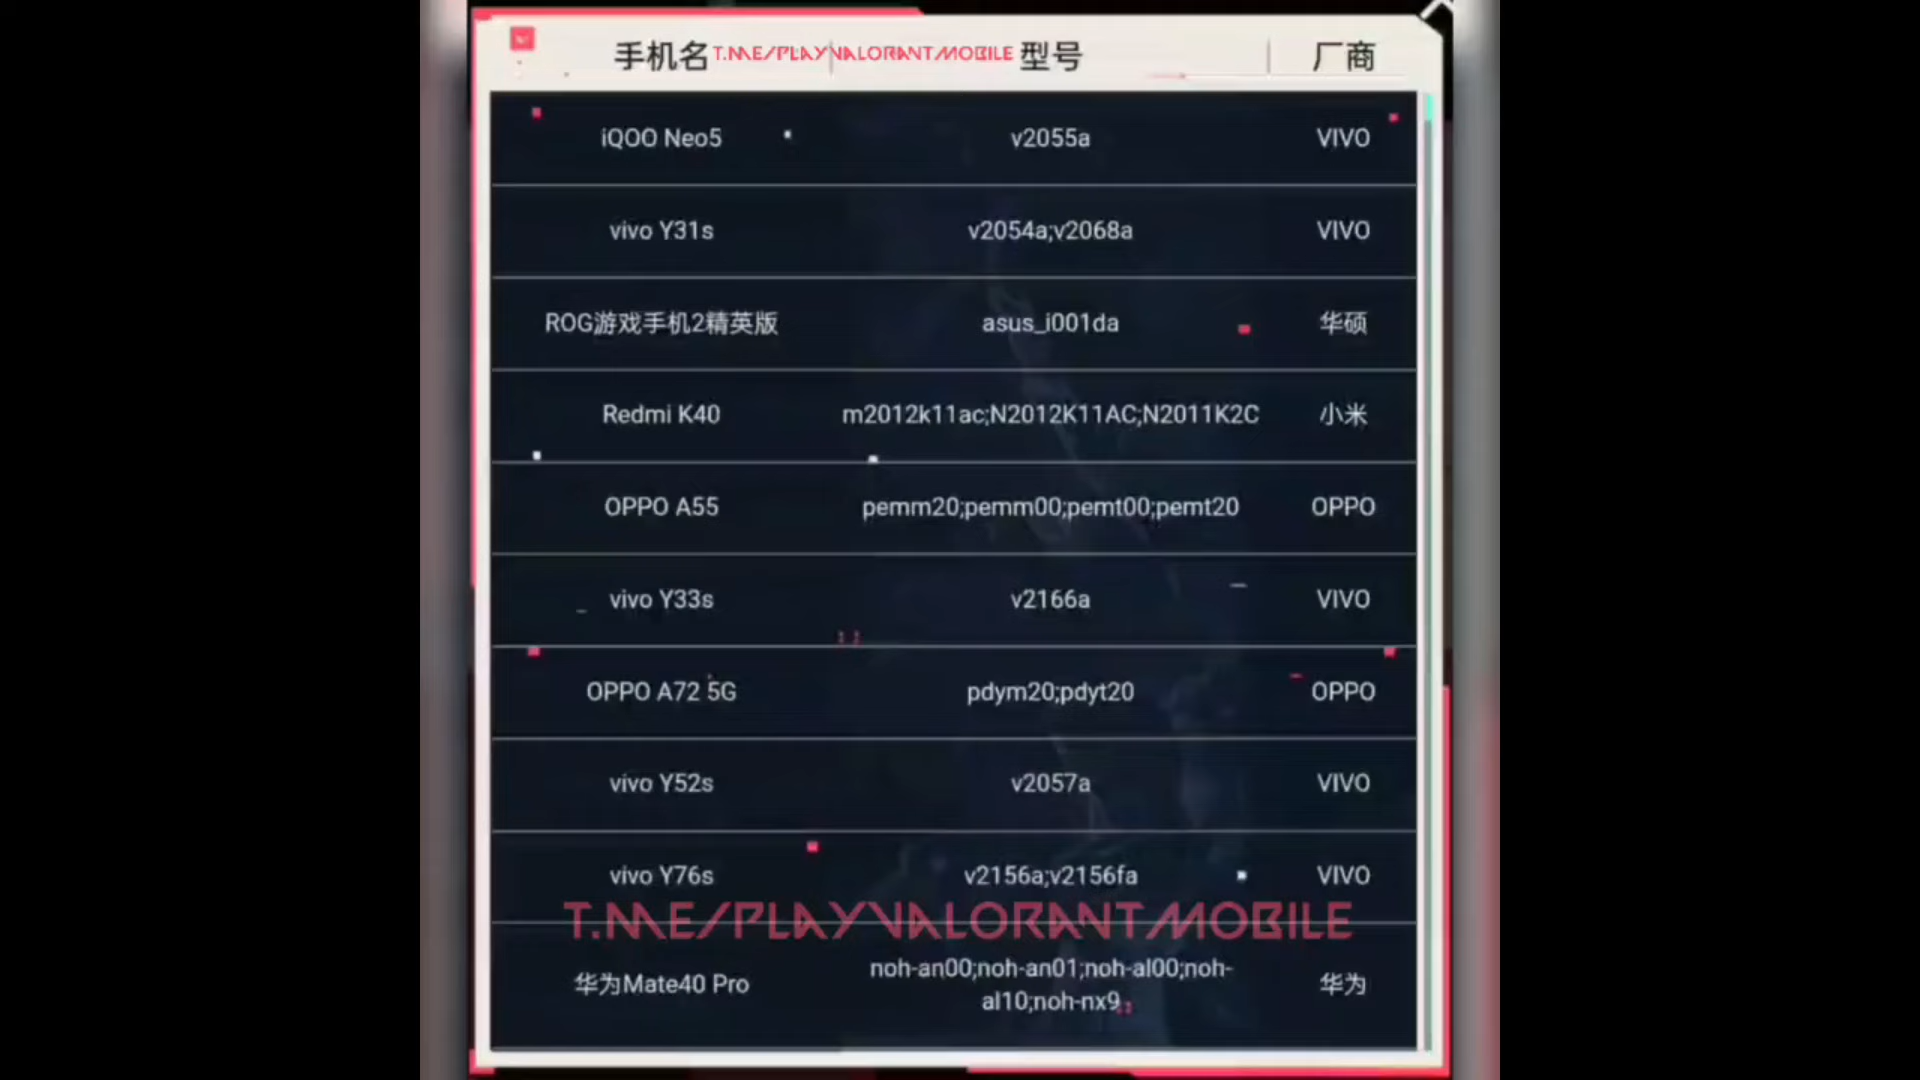 手机名 T.ME/PLAYVALORANTMOBILE 型号 厂商
iQOO Neo5 v2055a VIVO
vivo Y31s v2054a;v2068a VIVO
ROG游戏手机2精英版 asus_i001da 华硕
Redmi K40 m2012k11ac;N2012K11AC;N2011K2C 小米
OPPO A55 pemm20;pemm00;pemt00;pemt20 OPPO
vivo Y33s v2166a VIVO
OPPO A72 5G pdym20;pdyt20 OPPO
vivo Y52s v2057a VIVO
vivo Y76s v2156a;v2156fa VIVO
T.ME/PLAYVALORANTMOBILE
华为Mate40 Pro noh-an00;noh-an01;noh-al00;noh- 华为
al10;noh-nx9